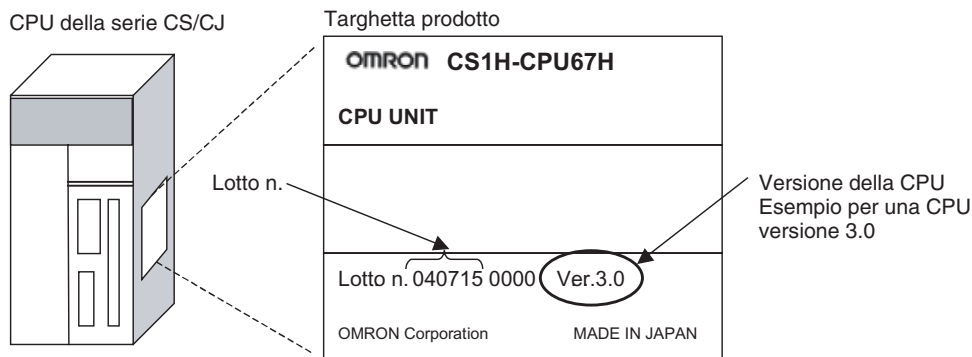 CPU della serie CS/CJ
Targhetta prodotto
OMRON CS1H-CPU67H
CPU UNIT
Lotto n.
Versione della CPU
Esempio per una CPU
versione 3.0
Lotto n. 040715 0000 Ver.3.0
OMRON Corporation MADE IN JAPAN